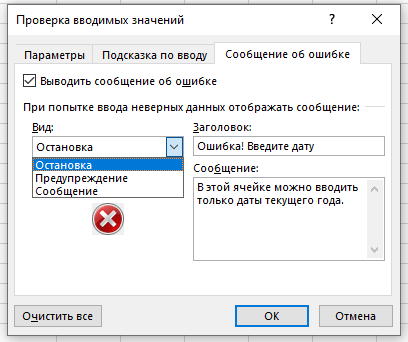 Проверка вводимых значений ? ×
Параметры Подсказка по вводу Сообщение об ошибке
Выводить сообщение об ошибке
При попытке ввода неверных данных отображать сообщение:
Вид: Заголовок:
Остановка Ошибка! Введите дату
Остановка
Предупреждение
Сообщение
Сообщение:
В этой ячейке можно вводить
только даты текущего года.
Очистить все ОК Отмена